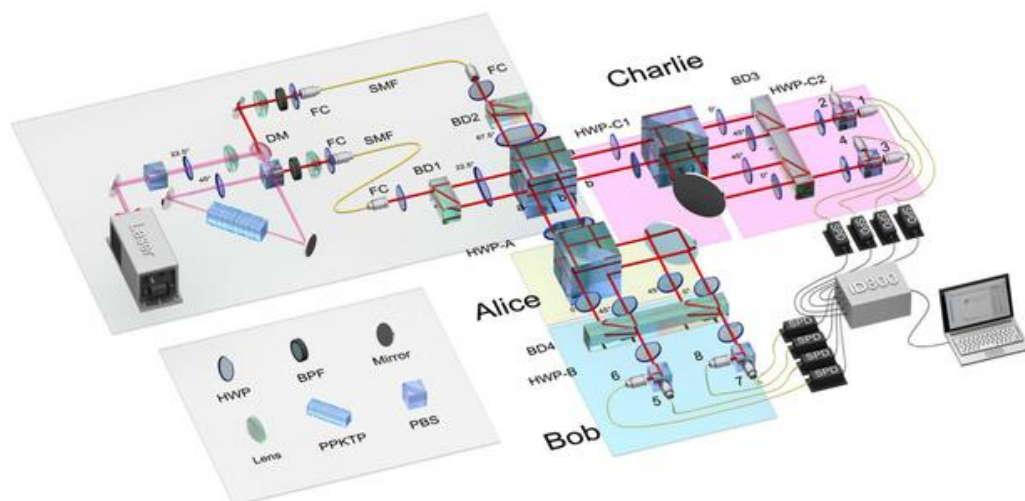 Charlie
FC
SMF
FC
BD2
67.5°
DM
FC
SMF
22.5°
45°
FC
BD1
22.5°
HWP-C1
BD3
HWP-C2
0°
45°
45°
0°
2
1
4
3
a
b
a
b
Laser
HWP-A
Alice
45°
45°
0°
BD4
HWP-B
6
5
8
7
Bob
SPD
SPD
SPD
SPD
ID900
SPD
SPD
SPD
SPD
HWP
BPF
Mirror
Lens
PPKTP
PBS